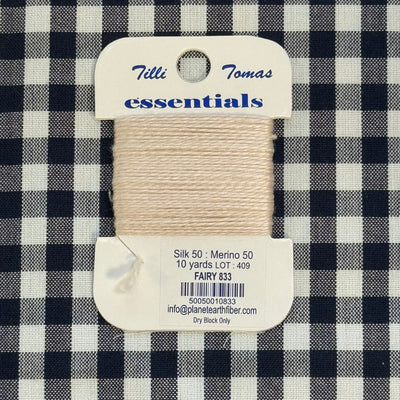 Tilli Tomas
essentials
Silk 50 : Merino 50
10 yards LOT : 409
FAIRY 833
50050010833
info@planetearthfiber.com
Dry Block Only